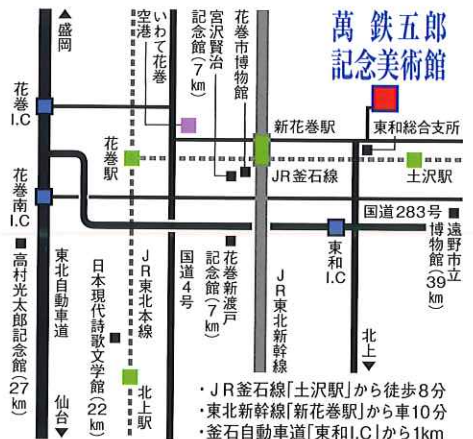 萬 鉄五郎
記念美術館
▲盛岡
花巻I.C
花巻南I.C
■高村光太郎記念館(27km)
東北自動車道
仙台▼
花巻駅
いわて花巻空港
宮沢賢治記念館(7km)
花巻市博物館
新花巻駅
東和総合支所
JR釜石線
土沢駅
国道283号
東和I.C
■遠野市立博物館(39km)
日本現代詩歌文学館(22km)
JR東北本線
北上駅
国道4号
花巻新渡戸記念館(7km)
JR東北新幹線
北上▼
・JR釜石線「土沢駅」から徒歩8分
・東北新幹線「新花巻駅」から車10分
・釜石自動車道「東和I.C」から1km